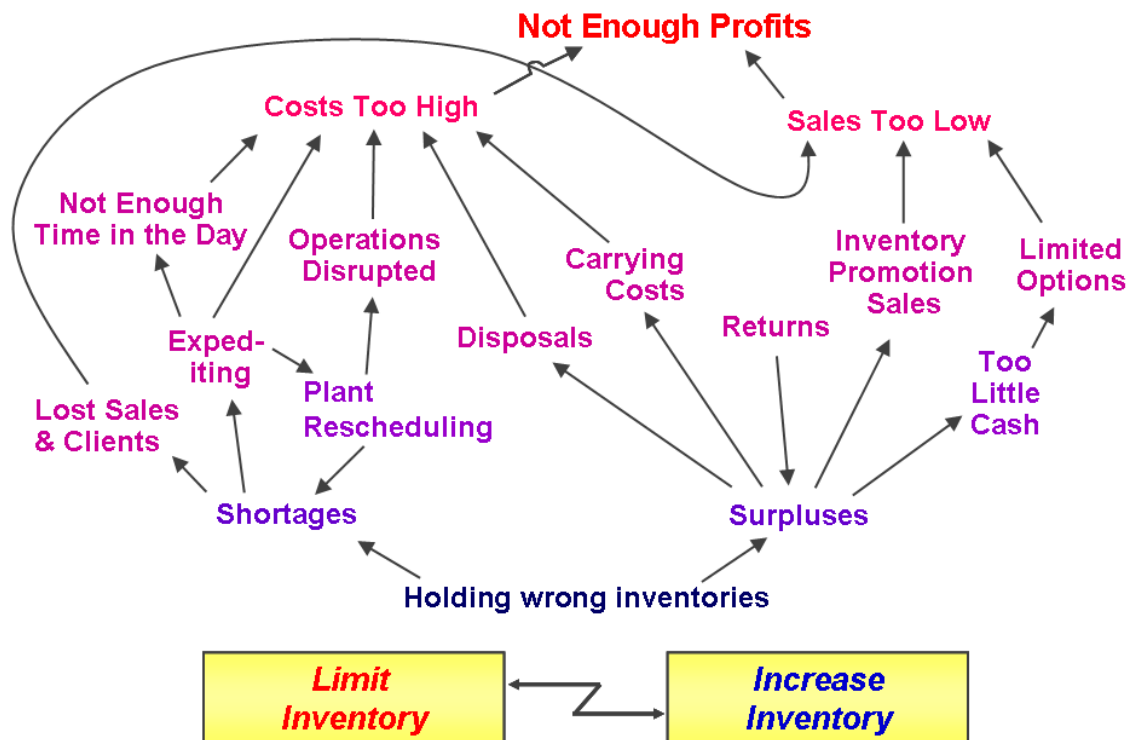 Not Enough Profits
Costs Too High
Sales Too Low
Not Enough
Time in the Day
Operations
Disrupted
Carrying
Costs
Inventory
Promotion
Sales
Limited
Options
Exped-
iting
Disposals
Returns
Too
Little
Cash
Plant
Rescheduling
Lost Sales
& Clients
Shortages
Surpluses
Holding wrong inventories
Limit
Inventory
Increase
Inventory